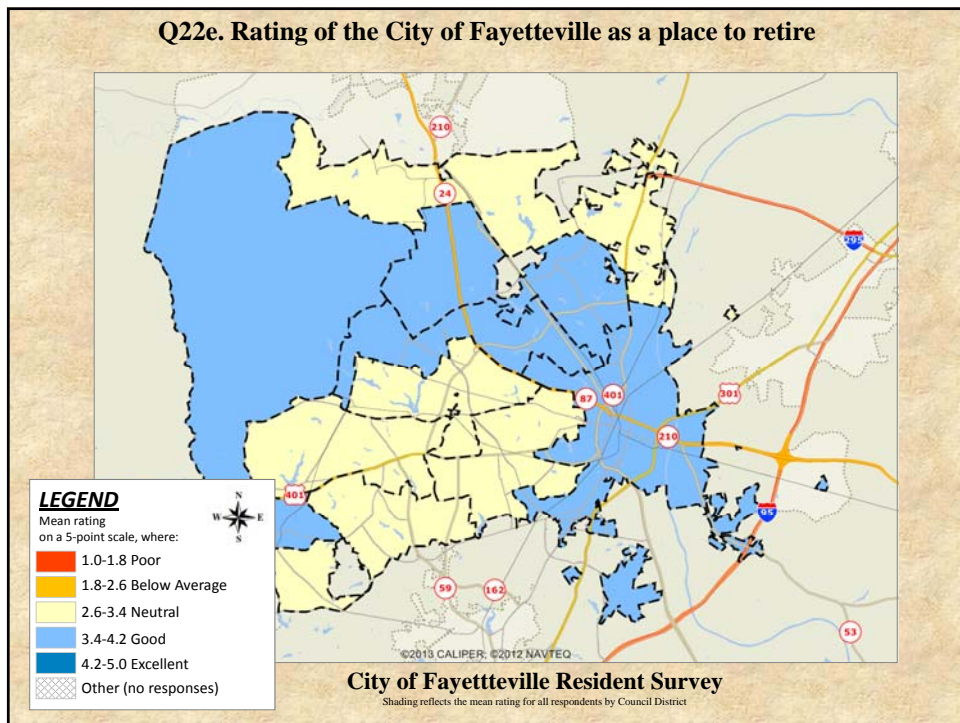 Q22e. Rating of the City of Fayetteville as a place to retire
210
24
295
87
401
301
210
401
95
59
162
53
LEGEND
Mean rating
on a 5-point scale, where:
1.0-1.8 Poor
1.8-2.6 Below Average
2.6-3.4 Neutral
3.4-4.2 Good
4.2-5.0 Excellent
Other (no responses)
N
W
E
S
©2013 CALIPER; ©2012 NAVTEQ
City of Fayettteville Resident Survey
Shading reflects the mean rating for all respondents by Council District